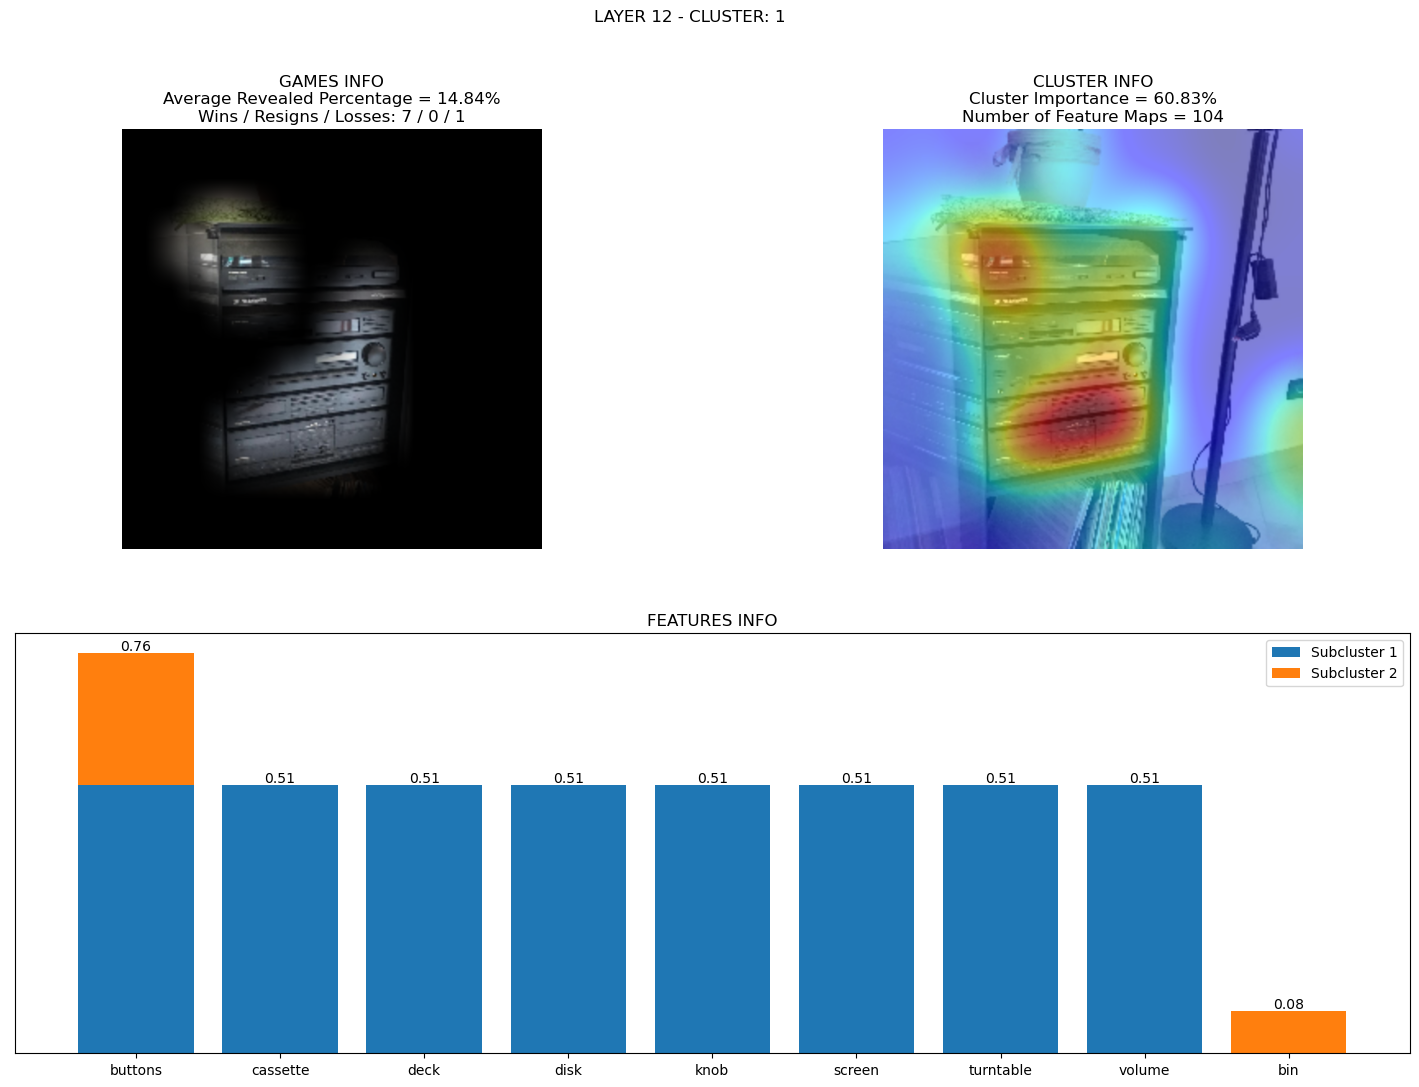 LAYER 12 - CLUSTER: 1
GAMES INFO
Average Revealed Percentage = 14.84%
Wins / Resigns / Losses: 7 / 0 / 1
CLUSTER INFO
Cluster Importance = 60.83%
Number of Feature Maps = 104
FEATURES INFO
Subcluster 1
Subcluster 2
0.76
0.51
0.51
0.51
0.51
0.51
0.51
0.51
0.08
buttons
cassette
deck
disk
knob
screen
turntable
volume
bin